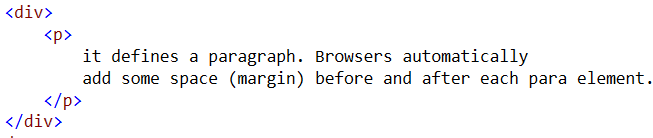 <div>
<p>
it defines a paragraph. Browsers automatically
add some space (margin) before and after each para element.
</p>
</div>